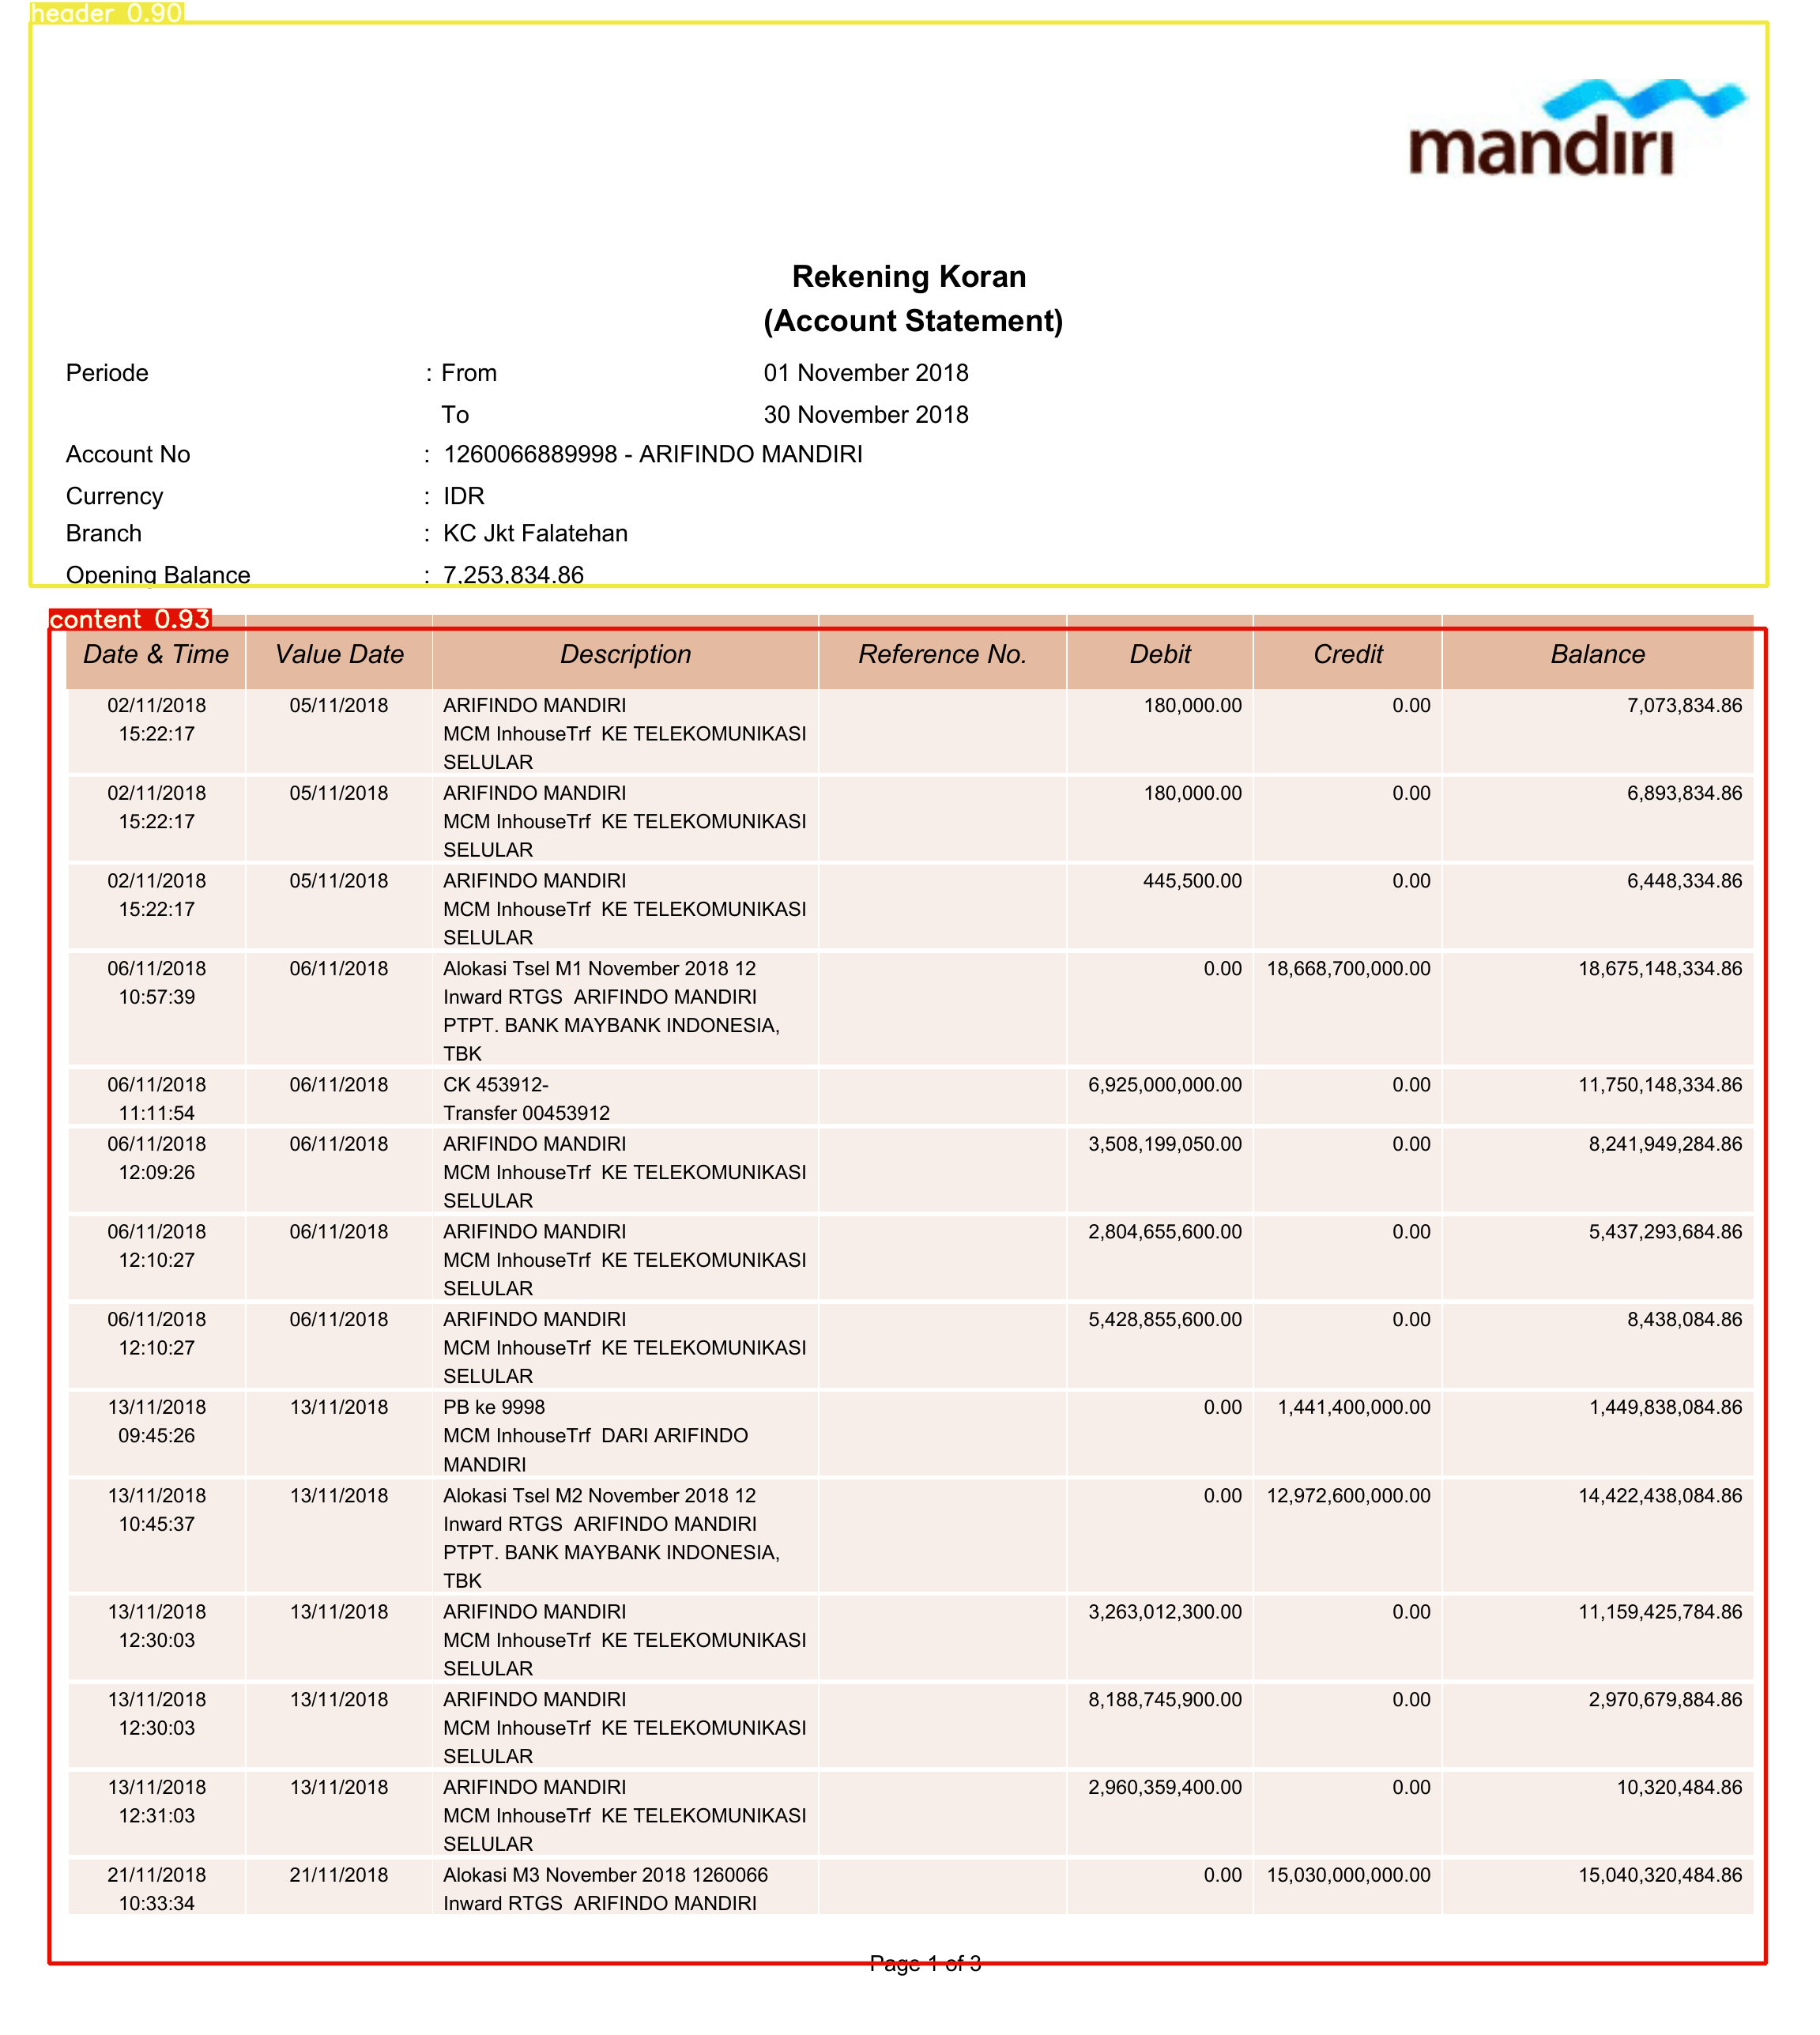 header 0.90
mandırı
Rekening Koran
(Account Statement)
Periode : From 01 November 2018
To 30 November 2018
Account No : 1260066889998 - ARIFINDO MANDIRI
Currency : IDR
Branch : KC Jkt Falatehan
Opening Balance : 7,253,834.86
content 0.93
Date & Time Value Date Description Reference No. Debit Credit Balance
02/11/2018 05/11/2018 ARIFINDO MANDIRI 180,000.00 0.00 7,073,834.86
15:22:17 MCM InhouseTrf KE TELEKOMUNIKASI
SELULAR
02/11/2018 05/11/2018 ARIFINDO MANDIRI 180,000.00 0.00 6,893,834.86
15:22:17 MCM InhouseTrf KE TELEKOMUNIKASI
SELULAR
02/11/2018 05/11/2018 ARIFINDO MANDIRI 445,500.00 0.00 6,448,334.86
15:22:17 MCM InhouseTrf KE TELEKOMUNIKASI
SELULAR
06/11/2018 06/11/2018 Alokasi Tsel M1 November 2018 12 0.00 18,668,700,000.00 18,675,148,334.86
10:57:39 Inward RTGS ARIFINDO MANDIRI
PTPT. BANK MAYBANK INDONESIA,
TBK
06/11/2018 06/11/2018 CK 453912- 6,925,000,000.00 0.00 11,750,148,334.86
11:11:54 Transfer 00453912
06/11/2018 06/11/2018 ARIFINDO MANDIRI 3,508,199,050.00 0.00 8,241,949,284.86
12:09:26 MCM InhouseTrf KE TELEKOMUNIKASI
SELULAR
06/11/2018 06/11/2018 ARIFINDO MANDIRI 2,804,655,600.00 0.00 5,437,293,684.86
12:10:27 MCM InhouseTrf KE TELEKOMUNIKASI
SELULAR
06/11/2018 06/11/2018 ARIFINDO MANDIRI 5,428,855,600.00 0.00 8,438,084.86
12:10:27 MCM InhouseTrf KE TELEKOMUNIKASI
SELULAR
13/11/2018 13/11/2018 PB ke 9998 0.00 1,441,400,000.00 1,449,838,084.86
09:45:26 MCM InhouseTrf DARI ARIFINDO
MANDIRI
13/11/2018 13/11/2018 Alokasi Tsel M2 November 2018 12 0.00 12,972,600,000.00 14,422,438,084.86
10:45:37 Inward RTGS ARIFINDO MANDIRI
PTPT. BANK MAYBANK INDONESIA,
TBK
13/11/2018 13/11/2018 ARIFINDO MANDIRI 3,263,012,300.00 0.00 11,159,425,784.86
12:30:03 MCM InhouseTrf KE TELEKOMUNIKASI
SELULAR
13/11/2018 13/11/2018 ARIFINDO MANDIRI 8,188,745,900.00 0.00 2,970,679,884.86
12:30:03 MCM InhouseTrf KE TELEKOMUNIKASI
SELULAR
13/11/2018 13/11/2018 ARIFINDO MANDIRI 2,960,359,400.00 0.00 10,320,484.86
12:31:03 MCM InhouseTrf KE TELEKOMUNIKASI
SELULAR
21/11/2018 21/11/2018 Alokasi M3 November 2018 1260066 0.00 15,030,000,000.00 15,040,320,484.86
10:33:34 Inward RTGS ARIFINDO MANDIRI
Page 1 of 3